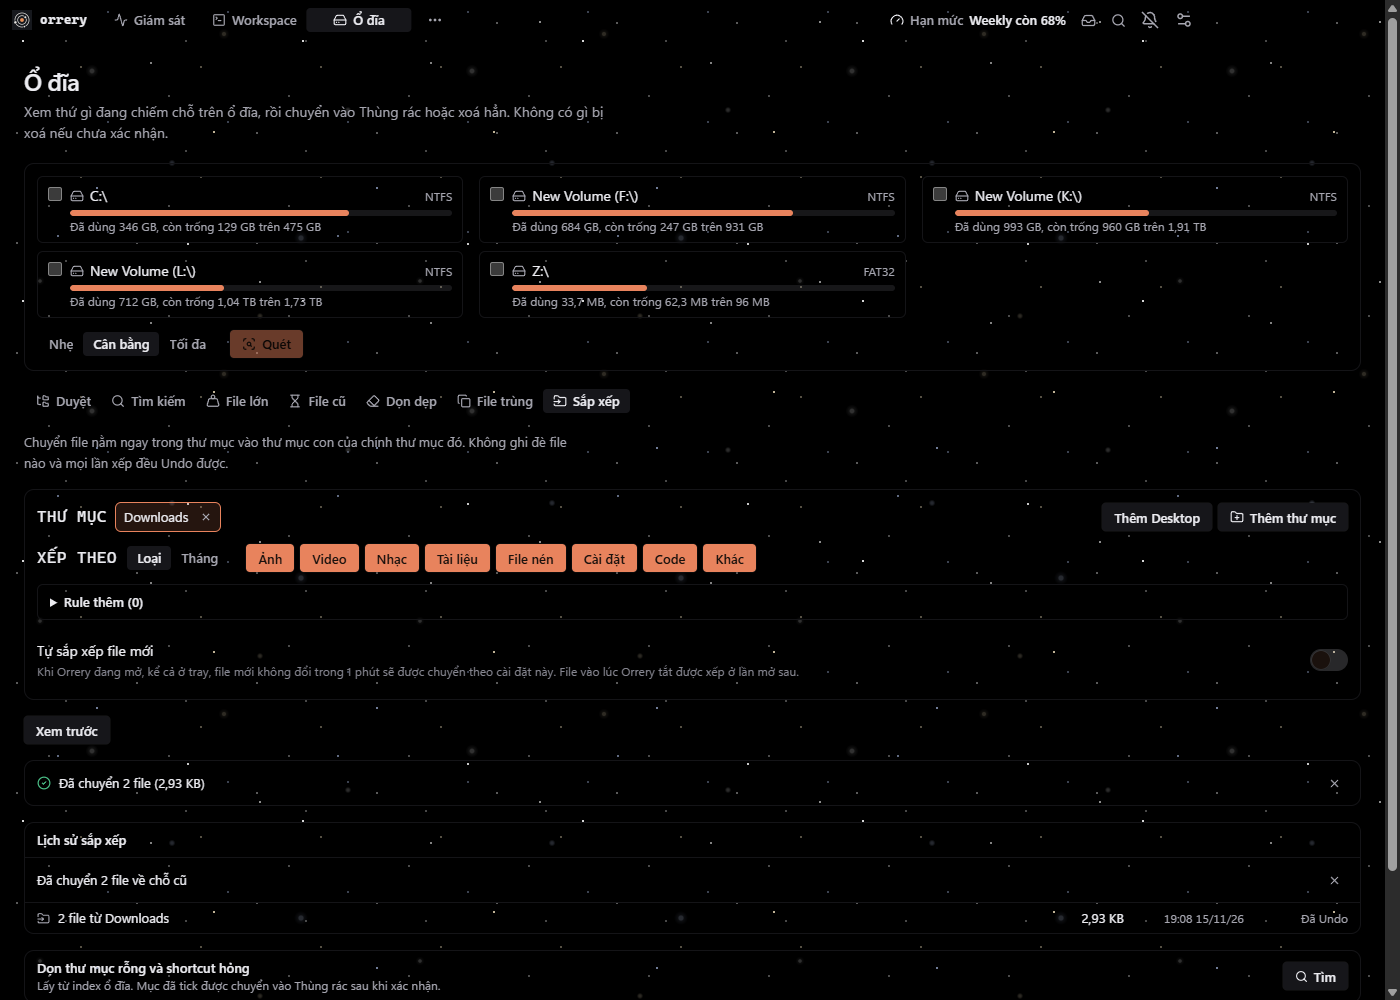 orrery
Giám sát
Workspace
Ổ đĩa
Hạn mức Weekly còn 68%
Ổ đĩa
Xem thứ gì đang chiếm chỗ trên ổ đĩa, rồi chuyển vào Thùng rác hoặc xoá hẳn. Không có gì bị
xoá nếu chưa xác nhận.
C:\ NTFS
Đã dùng 346 GB, còn trống 129 GB trên 475 GB
New Volume (F:\) NTFS
Đã dùng 684 GB, còn trống 247 GB trên 931 GB
New Volume (K:\) NTFS
Đã dùng 993 GB, còn trống 960 GB trên 1,91 TB
New Volume (L:\) NTFS
Đã dùng 712 GB, còn trống 1,04 TB trên 1,73 TB
Z:\ FAT32
Đã dùng 33,7 MB, còn trống 62,3 MB trên 96 MB
Nhẹ Cân bằng Tối đa Quét
Duyệt Tìm kiếm File lớn File cũ Dọn dẹp File trùng Sắp xếp
Chuyển file nằm ngay trong thư mục vào thư mục con của chính thư mục đó. Không ghi đè file
nào và mọi lần xếp đều Undo được.
THƯ MỤC Downloads Thêm Desktop Thêm thư mục
XẾP THEO Loại Tháng Ảnh Video Nhạc Tài liệu File nén Cài đặt Code Khác
Rule thêm (0)
Tự sắp xếp file mới
Khi Orrery đang mở, kể cả ở tray, file mới không đổi trong 1 phút sẽ được chuyển theo cài đặt này. File vào lúc Orrery tắt được xếp ở lần mở sau.
Xem trước
Đã chuyển 2 file (2,93 KB)
Lịch sử sắp xếp
Đã chuyển 2 file về chỗ cũ
2 file từ Downloads 2,93 KB 19:08 15/11/26 Đã Undo
Dọn thư mục rỗng và shortcut hỏng
Lấy từ index ổ đĩa. Mục đã tick được chuyển vào Thùng rác sau khi xác nhận.
Tìm